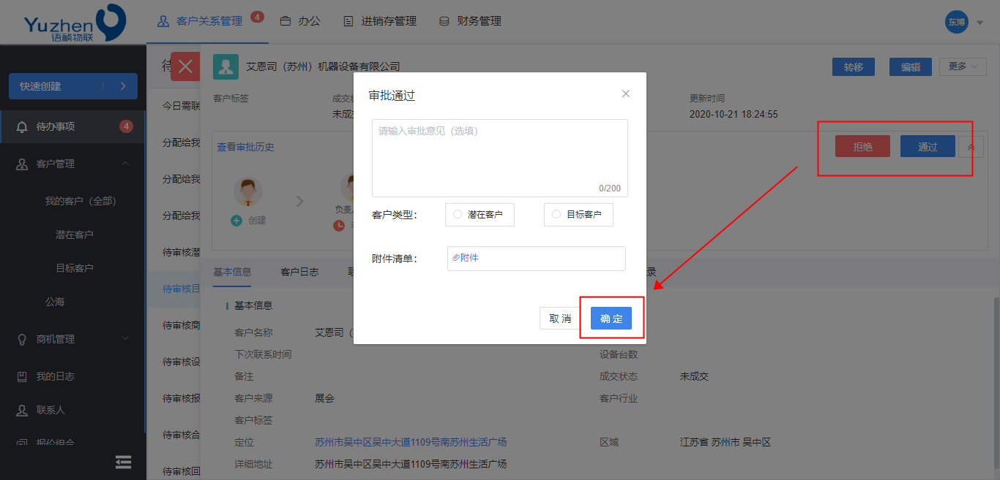 Yuzhen
语祯物联
客户关系管理
4
办公
进销存管理
财务管理
东博
快速创建
待办事项
4
客户管理
我的客户（全部）
潜在客户
目标客户
公海
商机管理
我的日志
联系人
报价组合
待
今日需联
分配给我
分配给我
分配给我
待审核潜
待审核目
待审核商
待审核设
待审核报
待审核合
待审核回
艾恩司（苏州）机器设备有限公司
转移
编辑
更多
客户标签
成交状
更新时间
未成交
2020-10-21 18:24:55
查看审批历史
拒绝
通过
创建
负责人
审批通过
请输入审批意见（选填）
0/200
客户类型：
潜在客户
目标客户
附件清单：
附件
取 消
确 定
基本信息
客户日志
联
录
基本信息
客户名称
艾恩司（
下次联系时间
设备台数
备注
成交状态
未成交
客户来源
展会
客户行业
客户标签
定位
苏州市吴中区吴中大道1109号南苏州生活广场
区域
江苏省 苏州市 吴中区
详细地址
苏州市吴中区吴中大道1109号南苏州生活广场